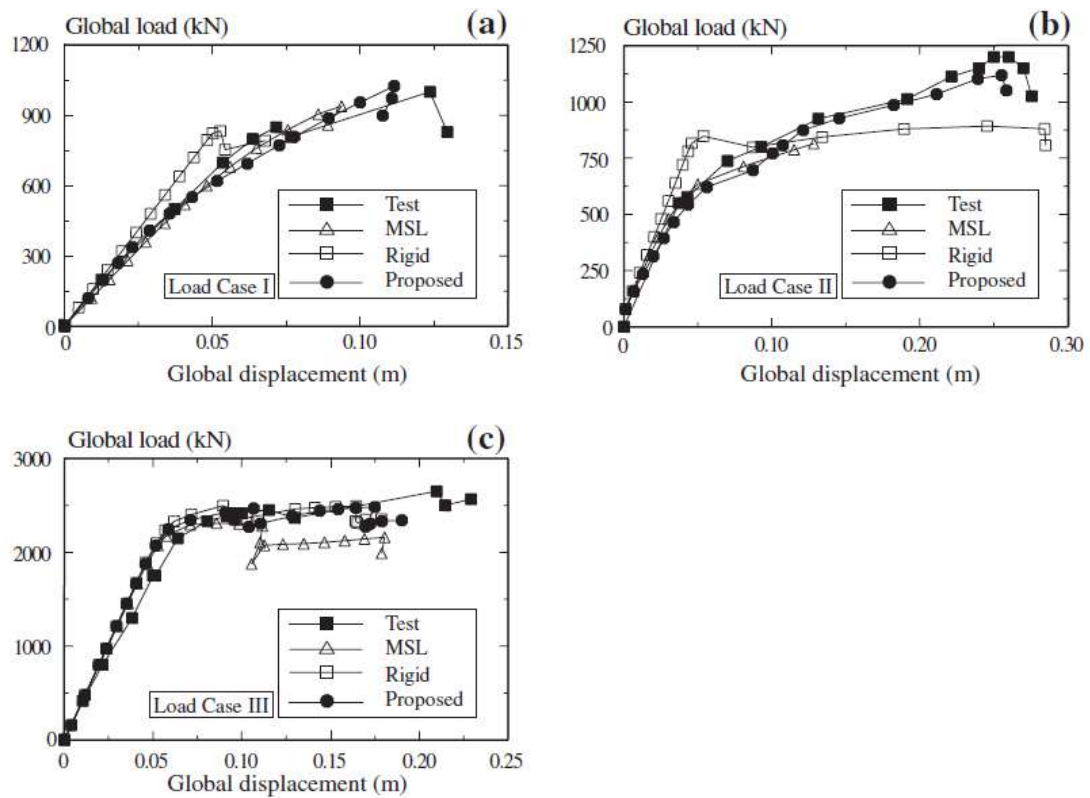 Global load (kN)
(a)
1200
900
600
300
0
Test
MSL
Rigid
Proposed
Load Case I
0
0.05
0.10
0.15
Global displacement (m)
Global load (kN)
(b)
1250
1000
750
500
250
0
Test
MSL
Rigid
Proposed
Load Case II
0
0.10
0.20
0.30
Global displacement (m)
Global load (kN)
(c)
3000
2000
1000
0
Test
MSL
Rigid
Proposed
Load Case III
0
0.05
0.10
0.15
0.20
0.25
Global displacement (m)